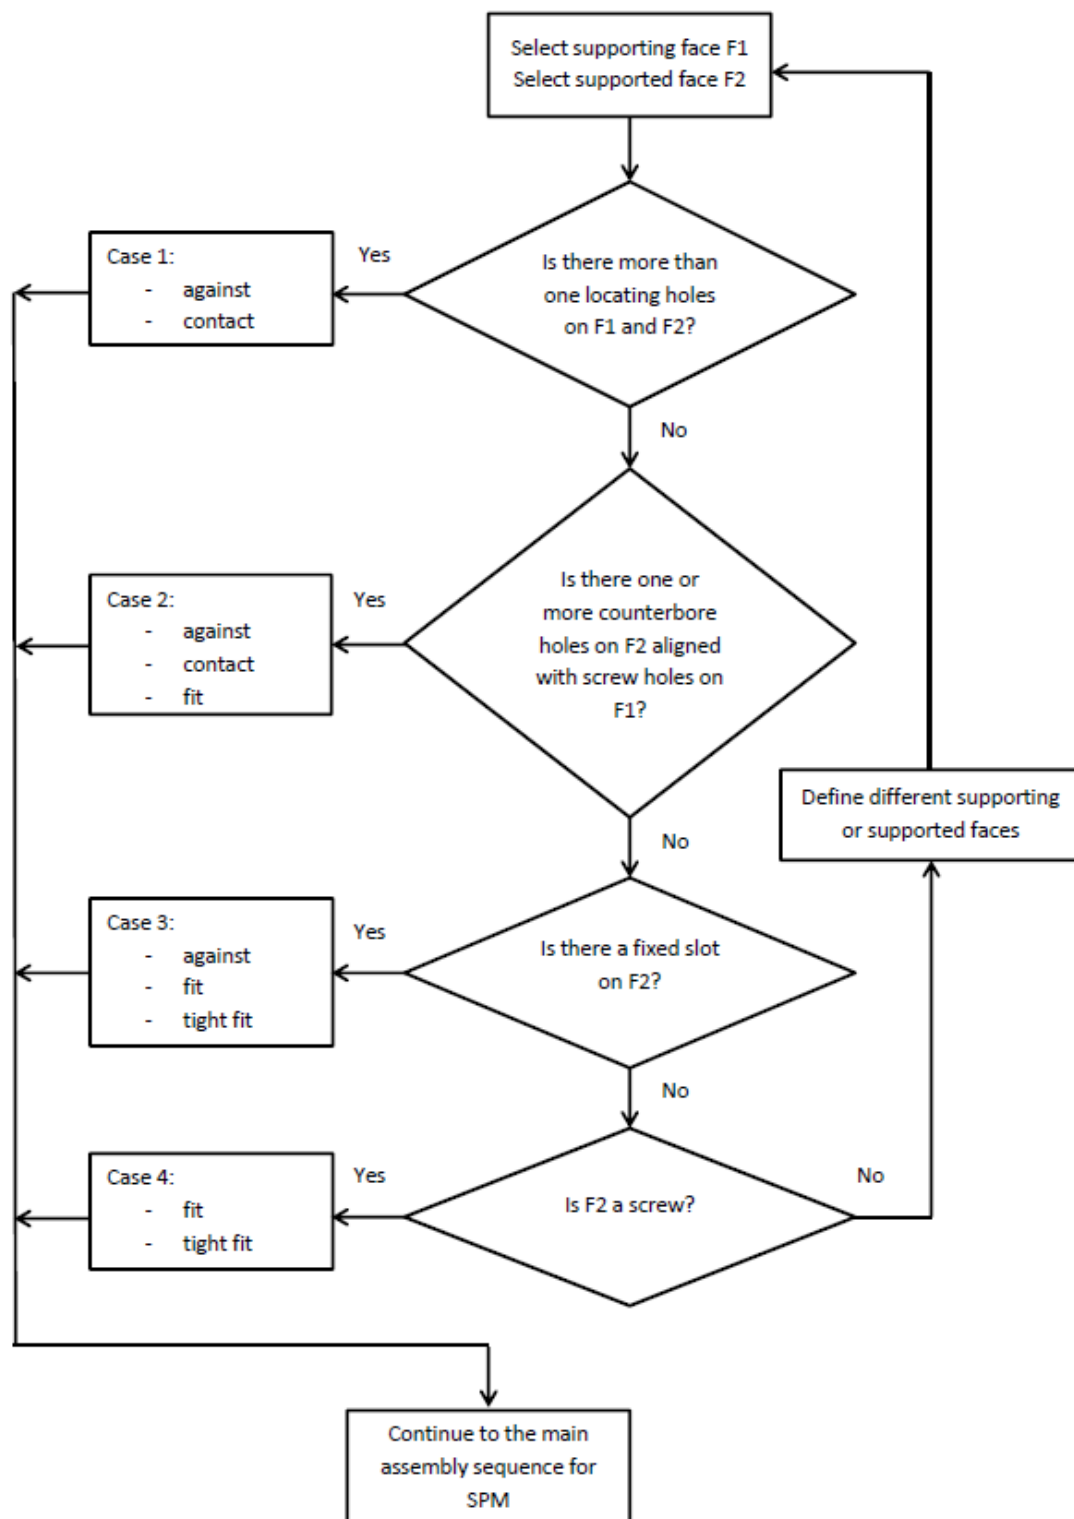 Select supporting face F1
Select supported face F2
Case 1:
- against
- contact
Yes
Is there more than
one locating holes
on F1 and F2?
No
Case 2:
- against
- contact
- fit
Yes
Is there one or
more counterbore
holes on F2 aligned
with screw holes on
F1?
Define different supporting
or supported faces
No
Case 3:
- against
- fit
- tight fit
Yes
Is there a fixed slot
on F2?
No
Case 4:
- fit
- tight fit
Yes
Is F2 a screw?
No
Continue to the main
assembly sequence for
SPM